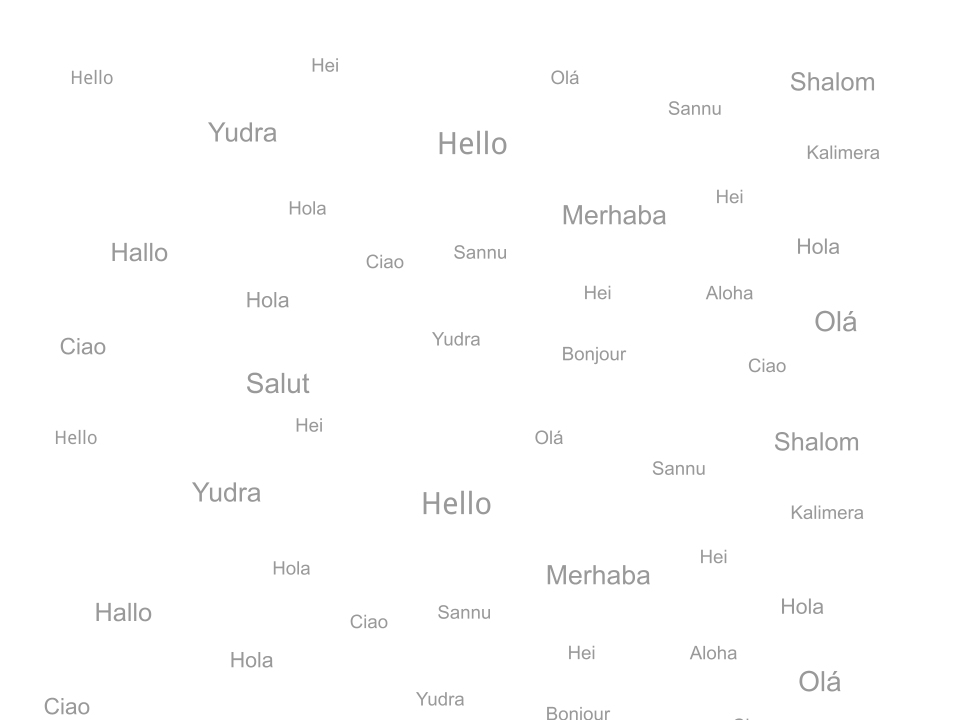 Hei
Hello
Olá
Shalom
Sannu
Yudra
Hello
Kalimera
Hei
Hola
Merhaba
Hola
Hallo
Sannu
Ciao
Hei
Aloha
Hola
Olá
Yudra
Ciao
Bonjour
Ciao
Salut
Hei
Hello
Olá
Shalom
Sannu
Yudra
Hello
Kalimera
Hei
Hola
Merhaba
Hola
Hallo
Sannu
Ciao
Hei
Aloha
Hola
Olá
Yudra
Ciao
Bonjour